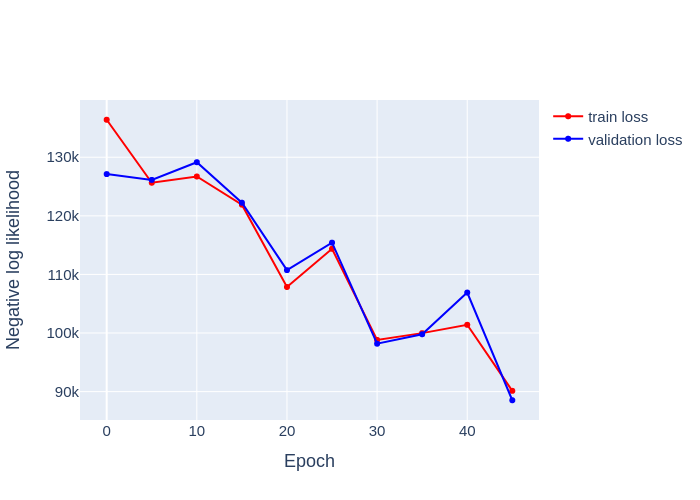 train loss
validation loss
130k
120k
110k
100k
90k
Negative log likelihood
0
10
20
30
40
Epoch